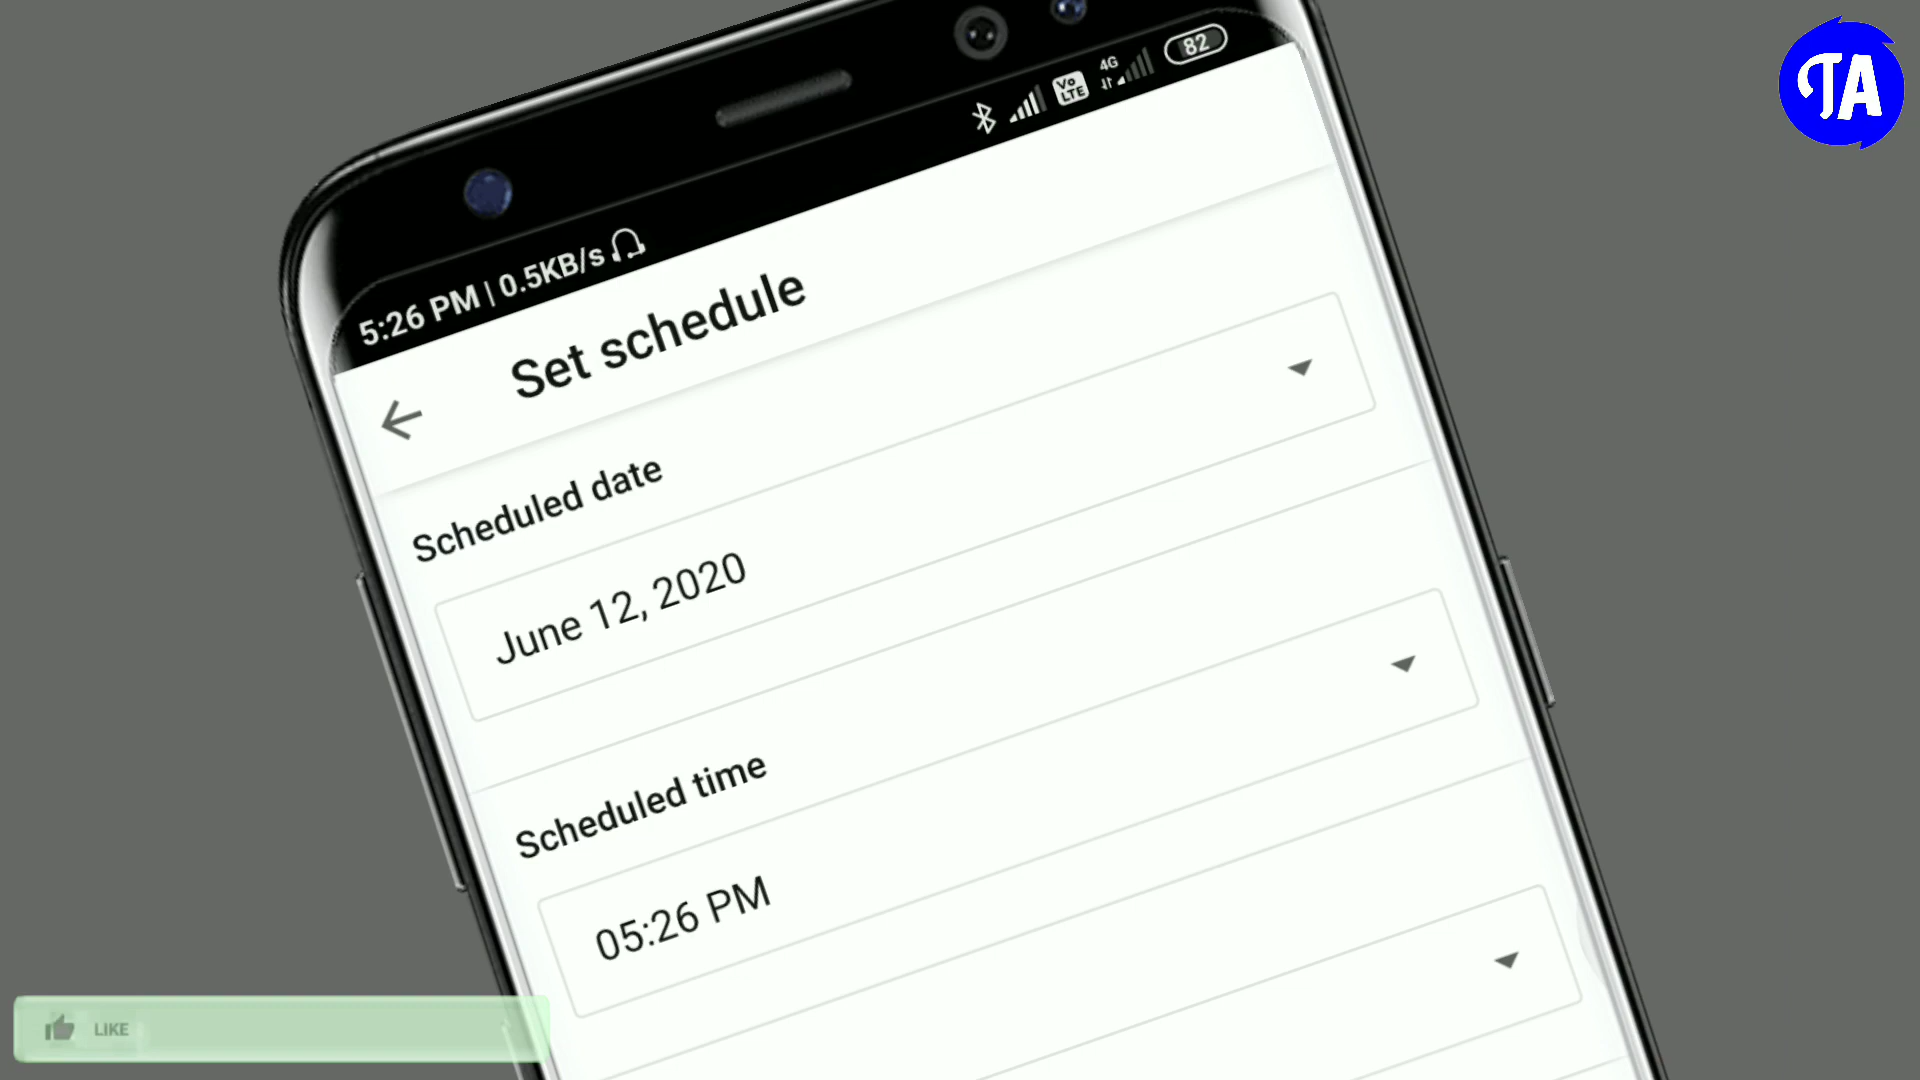 TA
82
4G
Vo
LTE
5:26 PM | 0.5KB/s
Set schedule
Scheduled date
June 12, 2020
Scheduled time
05:26 PM
LIKE